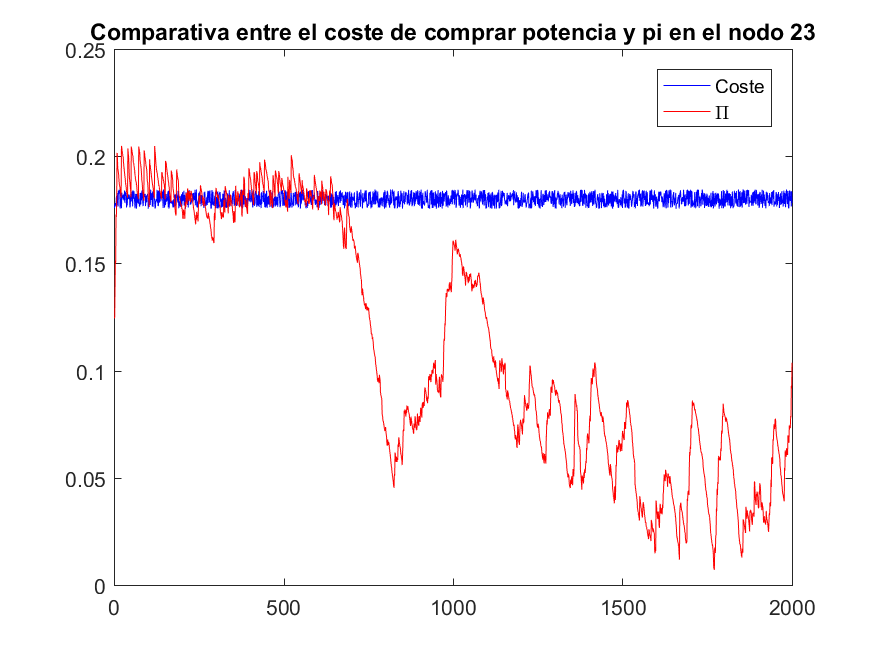 Comparativa entre el coste de comprar potencia y pi en el nodo 23
0.25
Coste
Π
0.2
0.15
0.1
0.05
0
0 500 1000 1500 2000